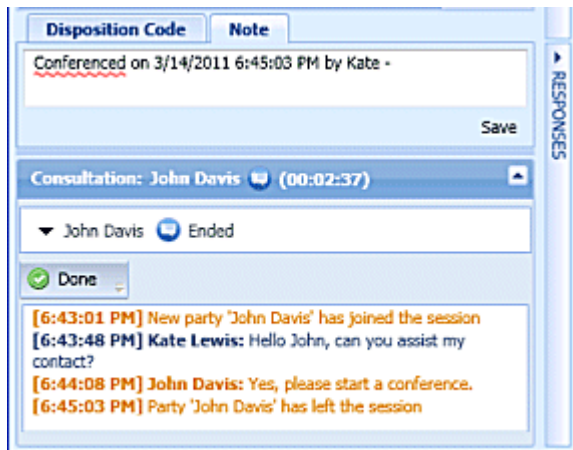 Disposition Code Note
Conferenced on 3/14/2011 6:45:03 PM by Kate -
Save
RESPONSES
Consultation: John Davis (00:02:37)
John Davis Ended
Done
[6:43:01 PM] New party 'John Davis' has joined the session
[6:43:48 PM] Kate Lewis: Hello John, can you assist my
contact?
[6:44:08 PM] John Davis: Yes, please start a conference.
[6:45:03 PM] Party 'John Davis' has left the session